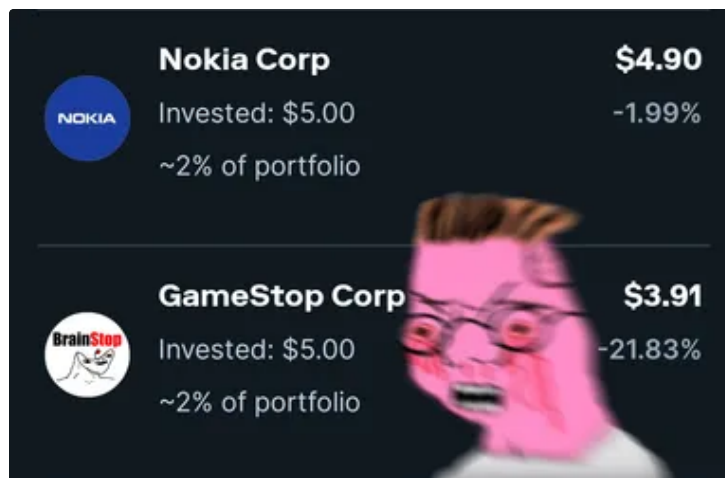 Nokia Corp
$4.90
NOKIA
Invested: $5.00
-1.99%
~2% of portfolio
GameStop Corp
$3.91
BrainStop
Invested: $5.00
-21.83%
~2% of portfolio